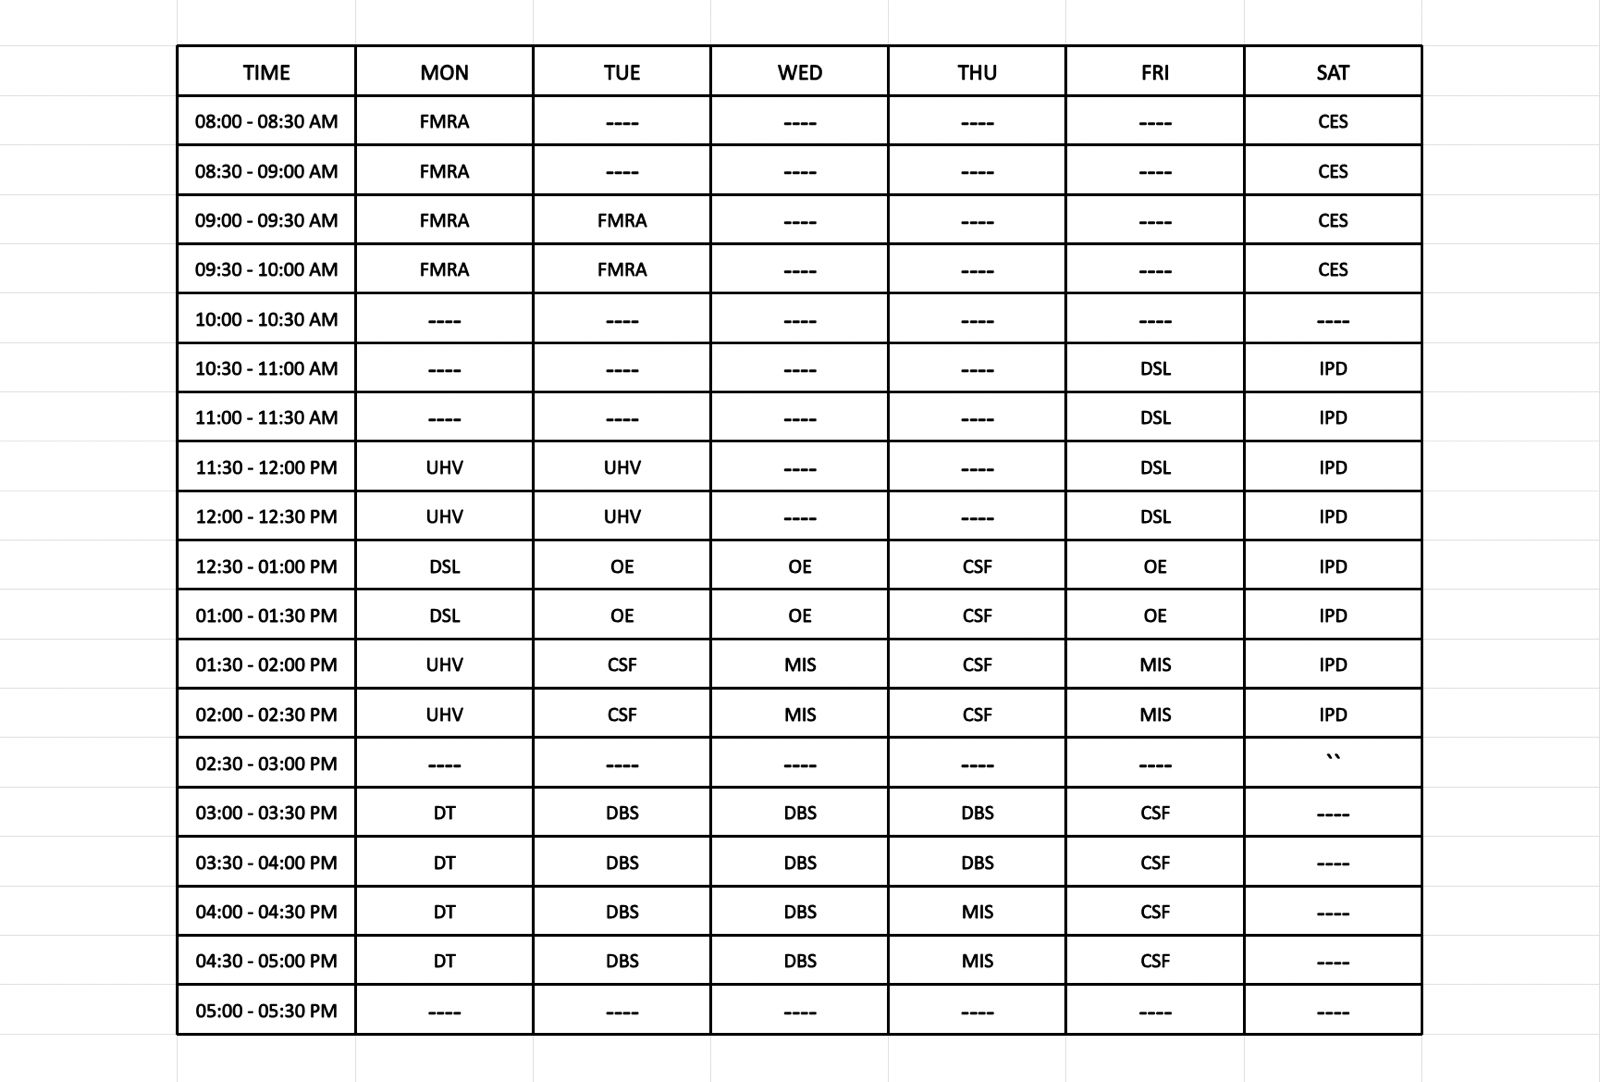 TIME MON TUE WED THU FRI SAT
08:00 - 08:30 AM FMRA ---- ---- ---- ---- CES
08:30 - 09:00 AM FMRA ---- ---- ---- ---- CES
09:00 - 09:30 AM FMRA FMRA ---- ---- ---- CES
09:30 - 10:00 AM FMRA FMRA ---- ---- ---- CES
10:00 - 10:30 AM ---- ---- ---- ---- ---- ----
10:30 - 11:00 AM ---- ---- ---- ---- DSL IPD
11:00 - 11:30 AM ---- ---- ---- ---- DSL IPD
11:30 - 12:00 PM UHV UHV ---- ---- DSL IPD
12:00 - 12:30 PM UHV UHV ---- ---- DSL IPD
12:30 - 01:00 PM DSL OE OE CSF OE IPD
01:00 - 01:30 PM DSL OE OE CSF OE IPD
01:30 - 02:00 PM UHV CSF MIS CSF MIS IPD
02:00 - 02:30 PM UHV CSF MIS CSF MIS IPD
02:30 - 03:00 PM ---- ---- ---- ---- ---- ``
03:00 - 03:30 PM DT DBS DBS DBS CSF ----
03:30 - 04:00 PM DT DBS DBS DBS CSF ----
04:00 - 04:30 PM DT DBS DBS MIS CSF ----
04:30 - 05:00 PM DT DBS DBS MIS CSF ----
05:00 - 05:30 PM ---- ---- ---- ---- ---- ----